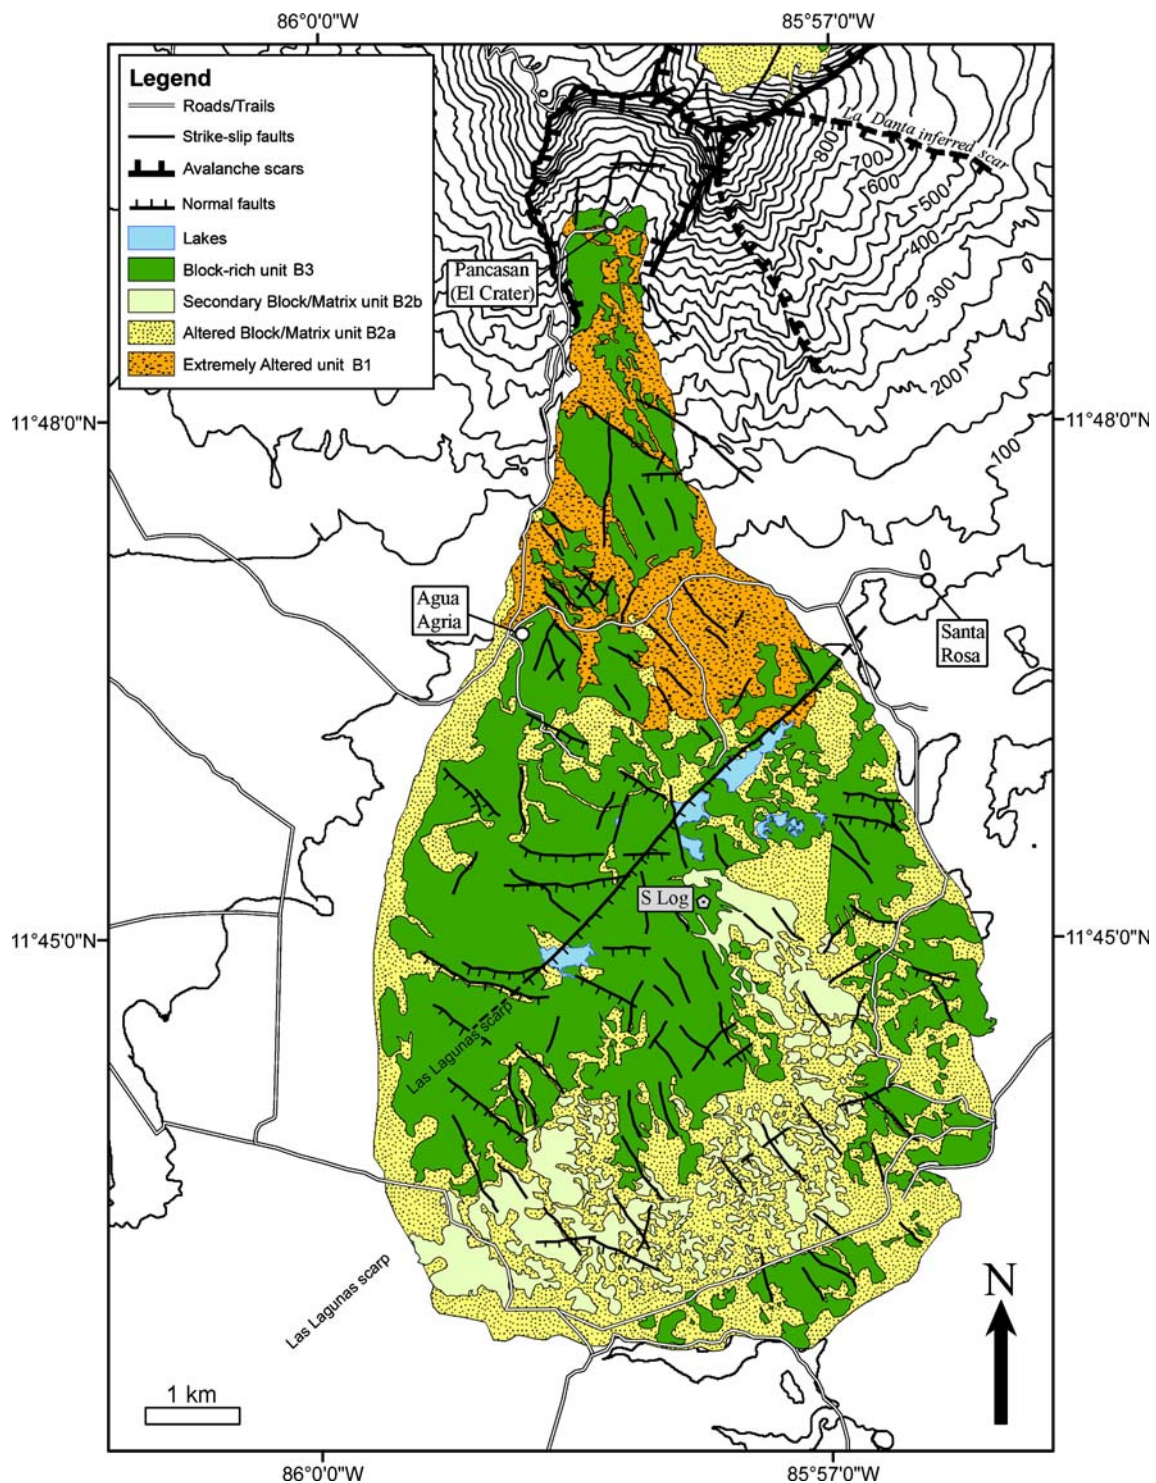 86°0'0"W
85°57'0"W
Legend
Roads/Trails
Strike-slip faults
Avalanche scars
Normal faults
Lakes
Block-rich unit B3
Secondary Block/Matrix unit B2b
Altered Block/Matrix unit B2a
Extremely Altered unit B1
La Danta inferred scar
800
700
600
500
400
300
200
100
Pancasan
(El Crater)
11°48'0"N
11°48'0"N
Agua
Agria
Santa
Rosa
S Log
11°45'0"N
11°45'0"N
Las Lagunas scarp
Las Lagunas scarp
N
1 km
86°0'0"W
85°57'0"W